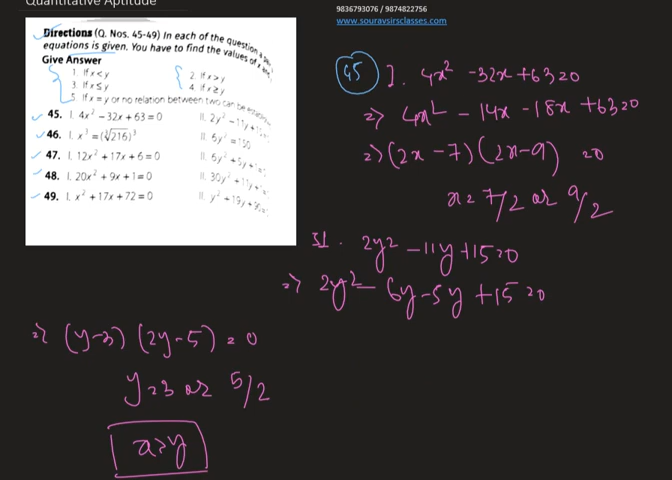 Quantitative Aptitude
9836793076 / 9874822756
www.souravsirclasses.com
Directions (Q. Nos. 45-49) In each of the question
equations is given. You have to find the values of
Give Answer
1. If x < y 2. If x > y
3. If x ≤ y 4. If x ≥ y
5. If x = y or no relation between two can be
45. I. 4x² − 32x + 63 = 0 II. 2y² − 11y +
46. I. x³ = (∛216)³ II. 6y² = 150
47. I. 12x² + 17x + 6 = 0 II. 6y² + 5y +
48. I. 20x² + 9x + 1 = 0 II. 30y² + 11y +
49. I. x² + 17x + 72 = 0 II. y² + 19y +
45 I. 4x² - 32x + 63 = 0
=> 4x² - 14x - 18x + 63 = 0
=> (2x - 7) (2x - 9) = 0
x = 7/2 or 9/2
II. 2y² - 11y + 15 = 0
=> 2y² - 6y - 5y + 15 = 0
=> (y - 3) (2y - 5) = 0
y = 3 or 5/2
x > y